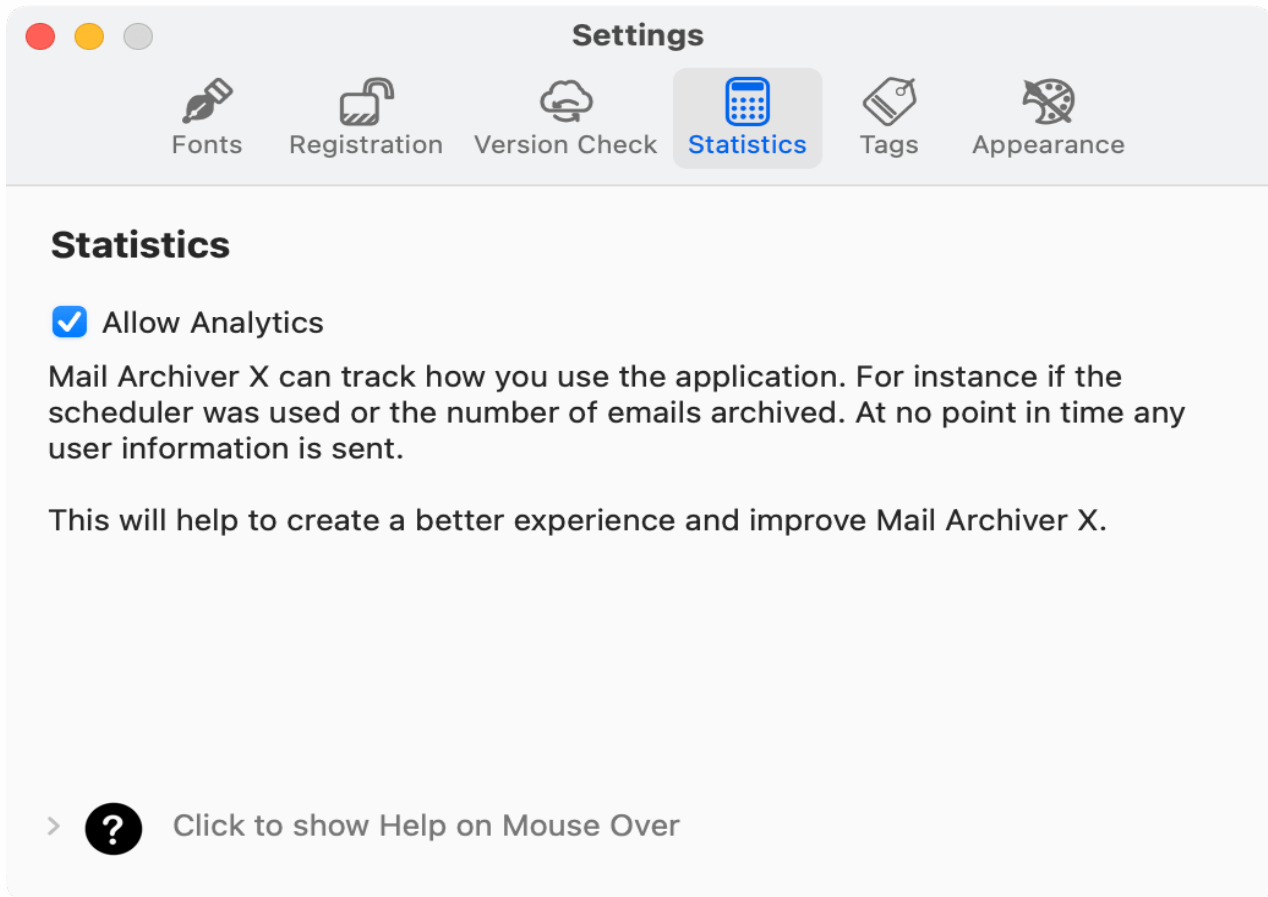 Settings
Fonts
Registration
Version Check
Statistics
Tags
Appearance
Statistics
Allow Analytics
Mail Archiver X can track how you use the application. For instance if the
scheduler was used or the number of emails archived. At no point in time any
user information is sent.
This will help to create a better experience and improve Mail Archiver X.
? Click to show Help on Mouse Over